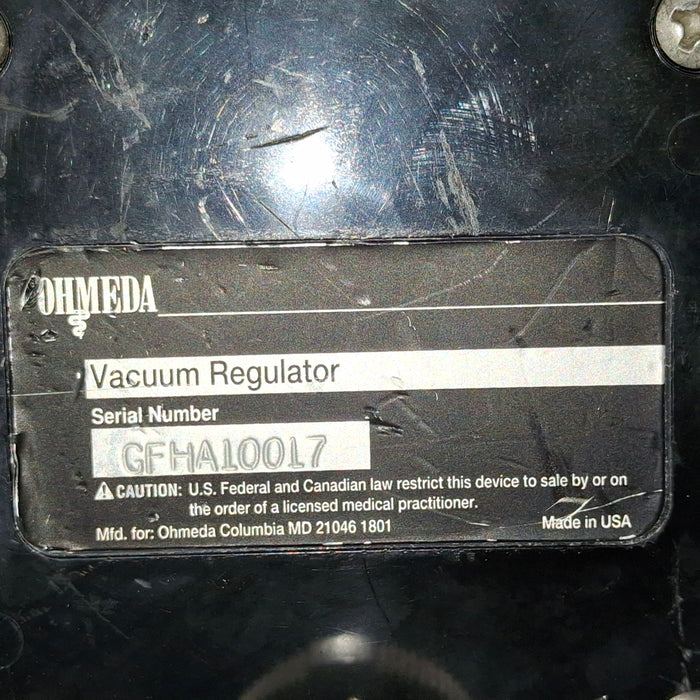 OHMEDA
Vacuum Regulator
Serial Number
GFHA10017
CAUTION: U.S. Federal and Canadian law restrict this device to sale by or on
the order of a licensed medical practitioner.
Mfd. for: Ohmeda Columbia MD 21046 1801 Made in USA